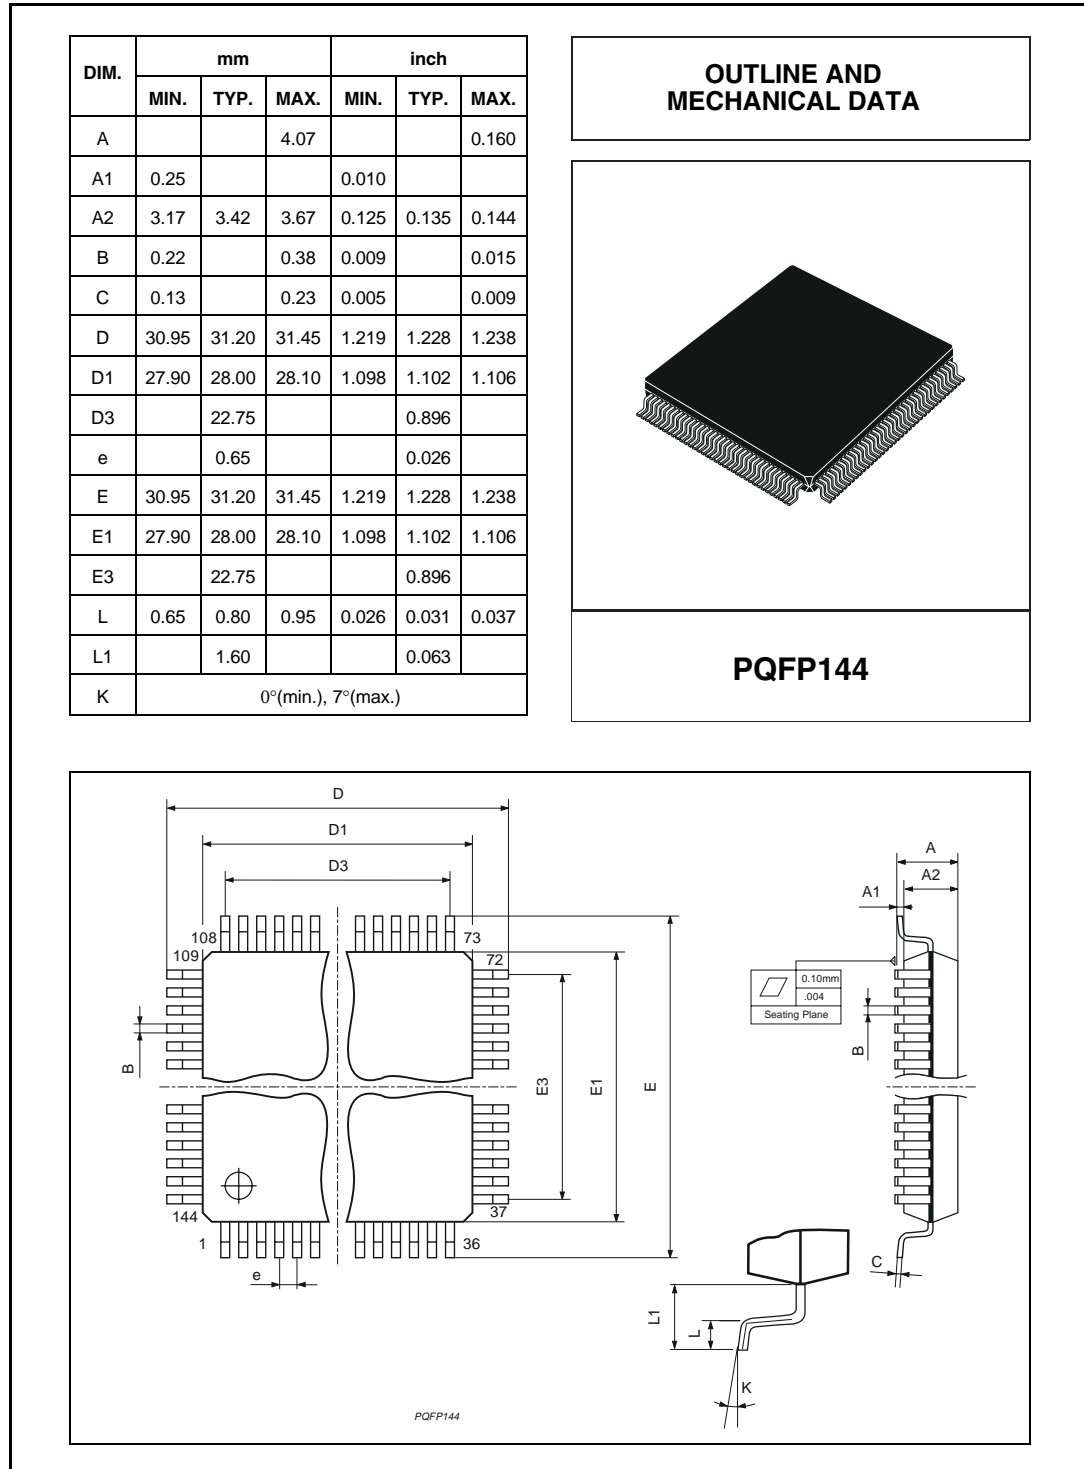 DIM. mm inch
MIN. TYP. MAX. MIN. TYP. MAX.
A 4.07 0.160
A1 0.25 0.010
A2 3.17 3.42 3.67 0.125 0.135 0.144
B 0.22 0.38 0.009 0.015
C 0.13 0.23 0.005 0.009
D 30.95 31.20 31.45 1.219 1.228 1.238
D1 27.90 28.00 28.10 1.098 1.102 1.106
D3 22.75 0.896
e 0.65 0.026
E 30.95 31.20 31.45 1.219 1.228 1.238
E1 27.90 28.00 28.10 1.098 1.102 1.106
E3 22.75 0.896
L 0.65 0.80 0.95 0.026 0.031 0.037
L1 1.60 0.063
K 0°(min.), 7°(max.)
OUTLINE AND
MECHANICAL DATA
PQFP144
D
D1
D3
108 73
109 72
B
E3
E1
E
144 37
1 36
e
A
A2
A1
0.10mm
.004
Seating Plane
B
C
L1
L
K
PQFP144